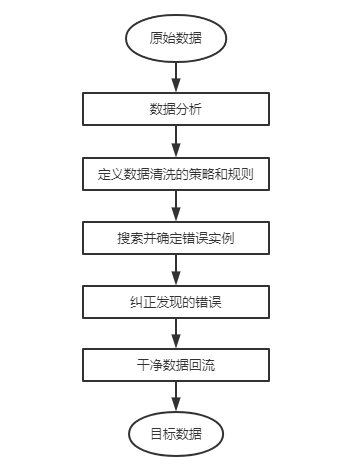 原始数据
数据分析
定义数据清洗的策略和规则
搜索并确定错误实例
纠正发现的错误
干净数据回流
目标数据